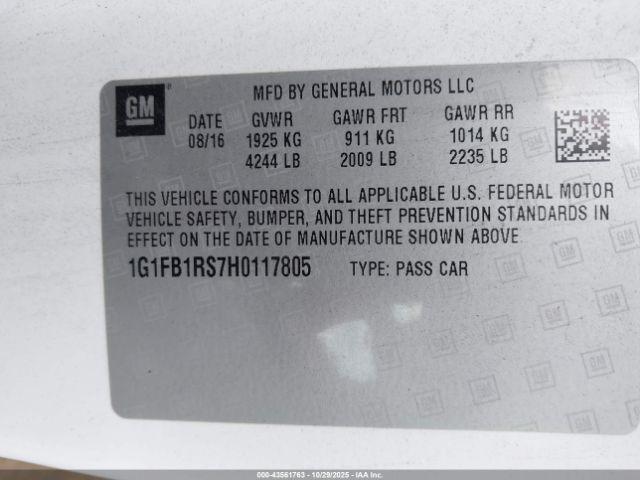 GM
MFD BY GENERAL MOTORS LLC
DATE GVWR GAWR FRT GAWR RR
08/16 1925 KG 911 KG 1014 KG
4244 LB 2009 LB 2235 LB
THIS VEHICLE CONFORMS TO ALL APPLICABLE U.S. FEDERAL MOTOR
VEHICLE SAFETY, BUMPER, AND THEFT PREVENTION STANDARDS IN
EFFECT ON THE DATE OF MANUFACTURE SHOWN ABOVE.
1G1FB1RS7H0117805 TYPE: PASS CAR
000-43561763 - 10/29/2025 - IAA Inc.